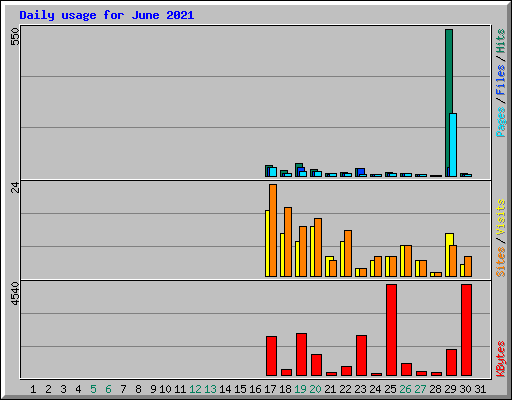 Daily usage for June 2021
550
Pages/Files/Hits
24
Sites/Visits
4540
KBytes
1 2 3 4 5 6 7 8 9 10 11 12 13 14 15 16 17 18 19 20 21 22 23 24 25 26 27 28 29 30 31